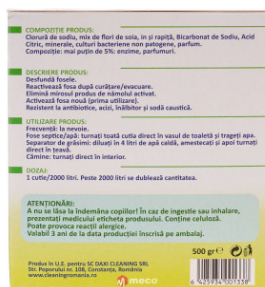 COMPOZIȚIE PRODUS:
Clorură de sodiu, mix de flori de soia, in și rapiță, Bicarbonat de Sodiu, Acid
Citric, minerale, culturi bacteriene non patogene, parfum.
Compoziție: mai puțin de 5%: enzime, parfumuri.
DESCRIERE PRODUS:
Desfundă fosele.
Reactivează fosa după curățare/evacuare.
Elimină mirosul produs de nămolul activat.
Activează fosa nouă (prima utilizare).
Rezistent la antibiotice, acizi, înălbitor și sodă caustică.
UTILIZARE PRODUS:
Frecvență: la nevoie.
Fose septice/apă: turnați toată cutia direct în vasul de toaletă și trageți apa.
Separator de grăsimi: diluați în 4 litri de apă caldă, amestecați și apoi turnați
direct în țeavă.
Cămine: turnați direct în interior.
DOZAJ:
1 cutie/2000 litri. Peste 2000 litri se dublează cantitatea.
ATENȚIONĂRI:
A nu se lăsa la îndemâna copiilor! În caz de ingestie sau inhalare,
prezentați medicului eticheta produsului. Conține celuloză.
Poate provoca reacții alergice.
Valabil 3 ani de la data producției înscrisă pe ambalaj.
500 gr e
Produs în U.E. pentru SC DAXI CLEANING SRL
Str. Poporului nr. 108, Constanța, România
www.cleaningromania.ro
meco
6 425934 001338